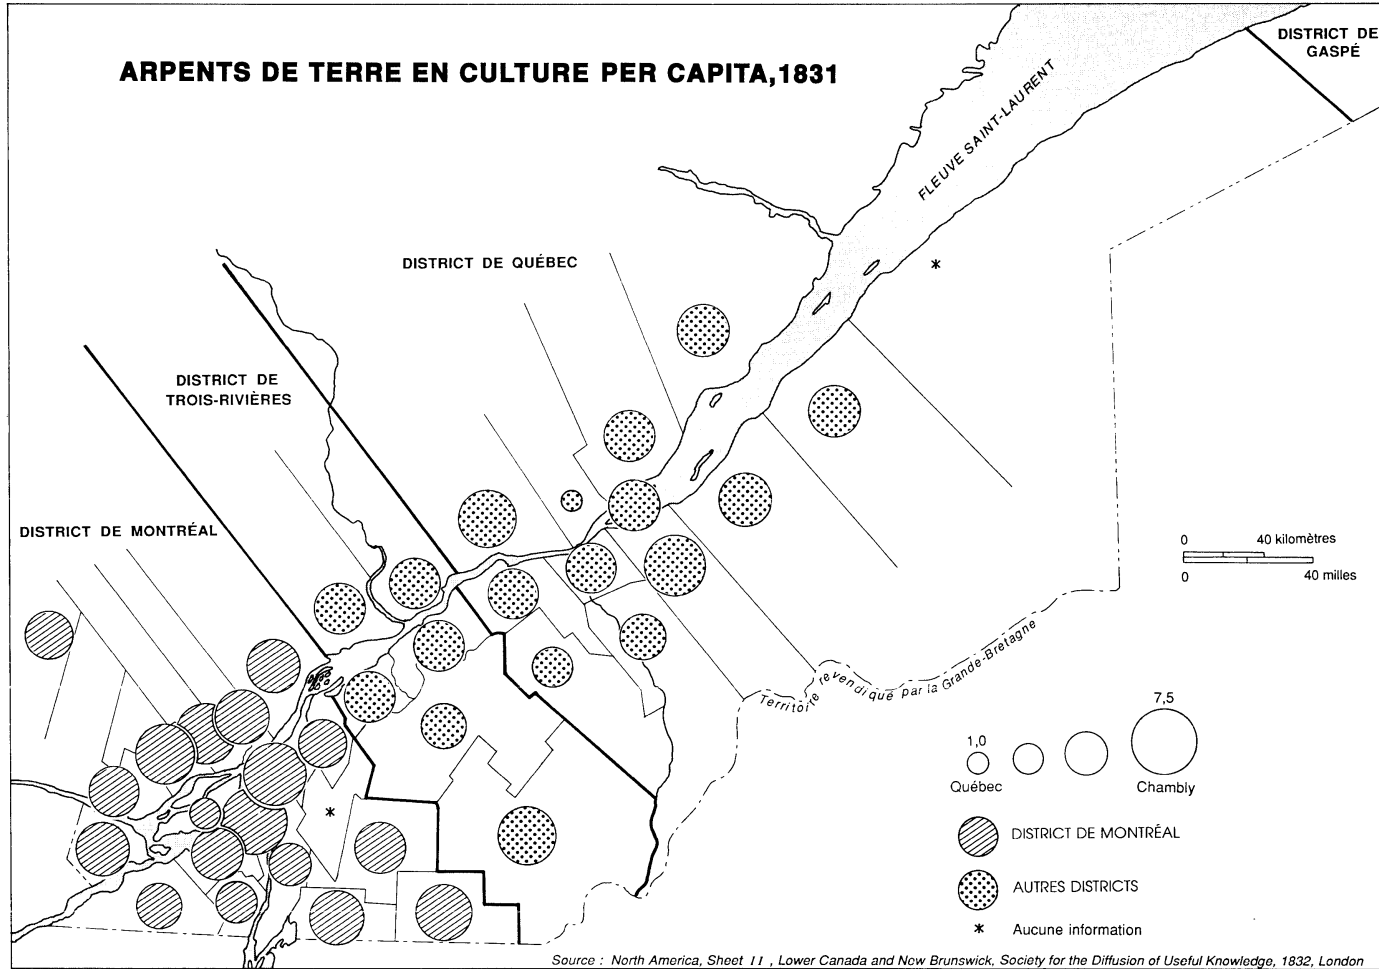 ARPENTS DE TERRE EN CULTURE PER CAPITA,1831
DISTRICT DE
GASPÉ
FLEUVE SAINT-LAURENT
DISTRICT DE QUÉBEC
*
DISTRICT DE
TROIS-RIVIÈRES
DISTRICT DE MONTRÉAL
0 40 kilomètres
0 40 milles
Territoire revendiqué par la Grande-Bretagne
7,5
1,0
Québec Chambly
*
DISTRICT DE MONTRÉAL
AUTRES DISTRICTS
* Aucune information
Source : North America, Sheet II , Lower Canada and New Brunswick, Society for the Diffusion of Useful Knowledge, 1832, London